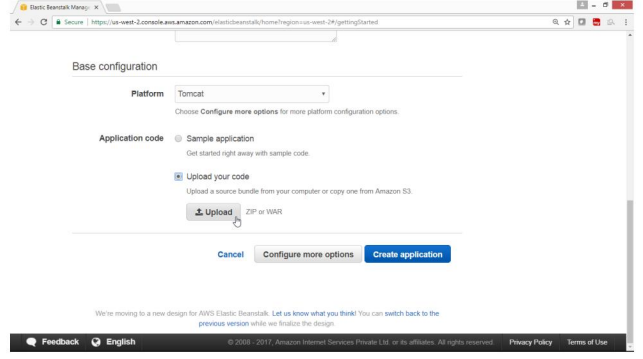 Elastic Beanstalk Manage
Secure | https://us-west-2.console.aws.amazon.com/elasticbeanstalk/home?region=us-west-2#/gettingStarted
Base configuration
Platform Tomcat
Choose Configure more options for more platform configuration options.
Application code Sample application
Get started right away with sample code.
Upload your code
Upload a source bundle from your computer or copy one from Amazon S3.
Upload ZIP or WAR
Cancel Configure more options Create application
We're moving to a new design for AWS Elastic Beanstalk. Let us know what you think! You can switch back to the
previous version while we finalize the design.
Feedback English © 2008 - 2017, Amazon Internet Services Private Ltd. or its affiliates. All rights reserved. Privacy Policy Terms of Use